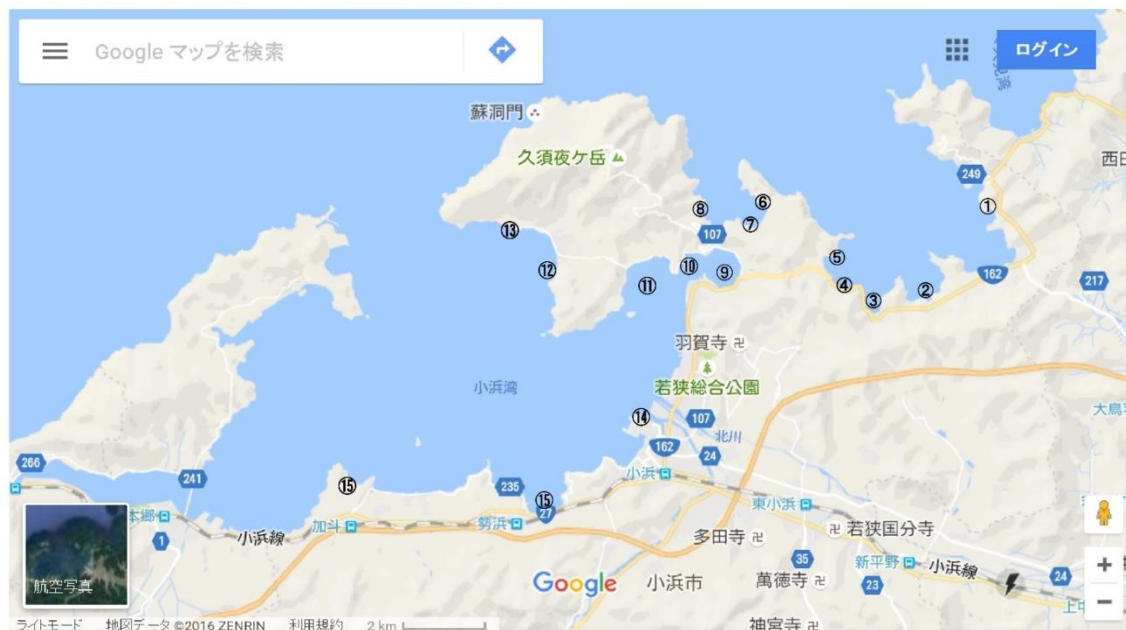 Google マップを検索
ログイン
蘇洞門
久須夜ケ岳
249
西田
①
⑥
⑧
⑦
107
⑬
⑤
⑩
⑫
⑨
162
217
⑪
④
②
③
羽賀寺
小浜湾
若狭総合公園
大鳥羽
⑭
107
北川
162
24
266
小浜
241
⑮
235
⑮
27
東小浜
本郷
加斗
勢浜
若狭国分寺
1
小浜線
多田寺
35
新平野
小浜線
航空写真
Google
小浜市
萬徳寺
23
24
上中
ライトモード 地図データ ©2016 ZENRIN 利用規約 2 km
神宮寺